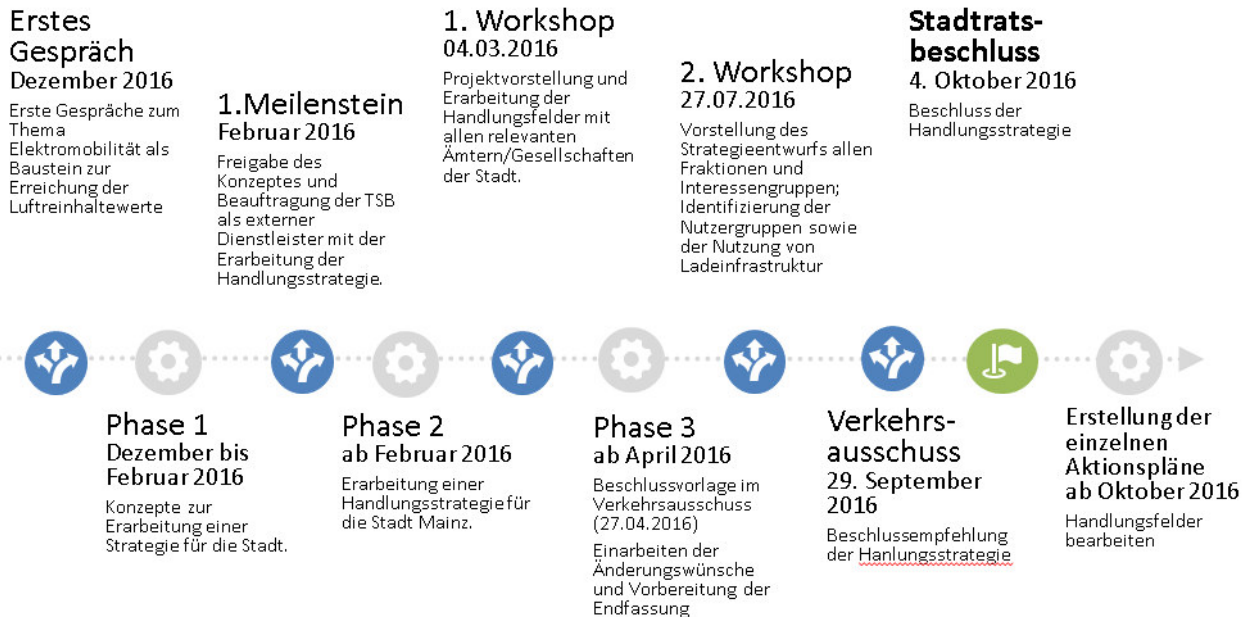 Erstes
Gespräch
Dezember 2016
Erste Gespräche zum
Thema
Elektromobilität als
Baustein zur
Erreichung der
Luftreinhaltewerte
1.Meilenstein
Februar 2016
Freigabe des
Konzeptes und
Beauftragung der TSB
als externer
Dienstleister mit der
Erarbeitung der
Handlungsstrategie.
1. Workshop
04.03.2016
Projektvorstellung und
Erarbeitung der
Handlungsfelder mit
allen relevanten
Ämtern/Gesellschaften
der Stadt.
2. Workshop
27.07.2016
Vorstellung des
Strategieentwurfs allen
Fraktionen und
Interessengruppen;
Identifizierung der
Nutzergruppen sowie
der Nutzung von
Ladeinfrastruktur
Stadtrats-
beschluss
4. Oktober 2016
Beschluss der
Handlungsstrategie
Phase 1
Dezember bis
Februar 2016
Konzepte zur
Erarbeitung einer
Strategie für die Stadt.
Phase 2
ab Februar 2016
Erarbeitung einer
Handlungsstrategie für
die Stadt Mainz.
Phase 3
ab April 2016
Beschlussvorlage im
Verkehrsausschuss
(27.04.2016)
Einarbeiten der
Änderungswünsche
und Vorbereitung der
Endfassung
Verkehrs-
ausschuss
29. September
2016
Beschlussempfehlung
der Hanlungsstrategie
Erstellung der
einzelnen
Aktionspläne
ab Oktober 2016
Handlungsfelder
bearbeiten